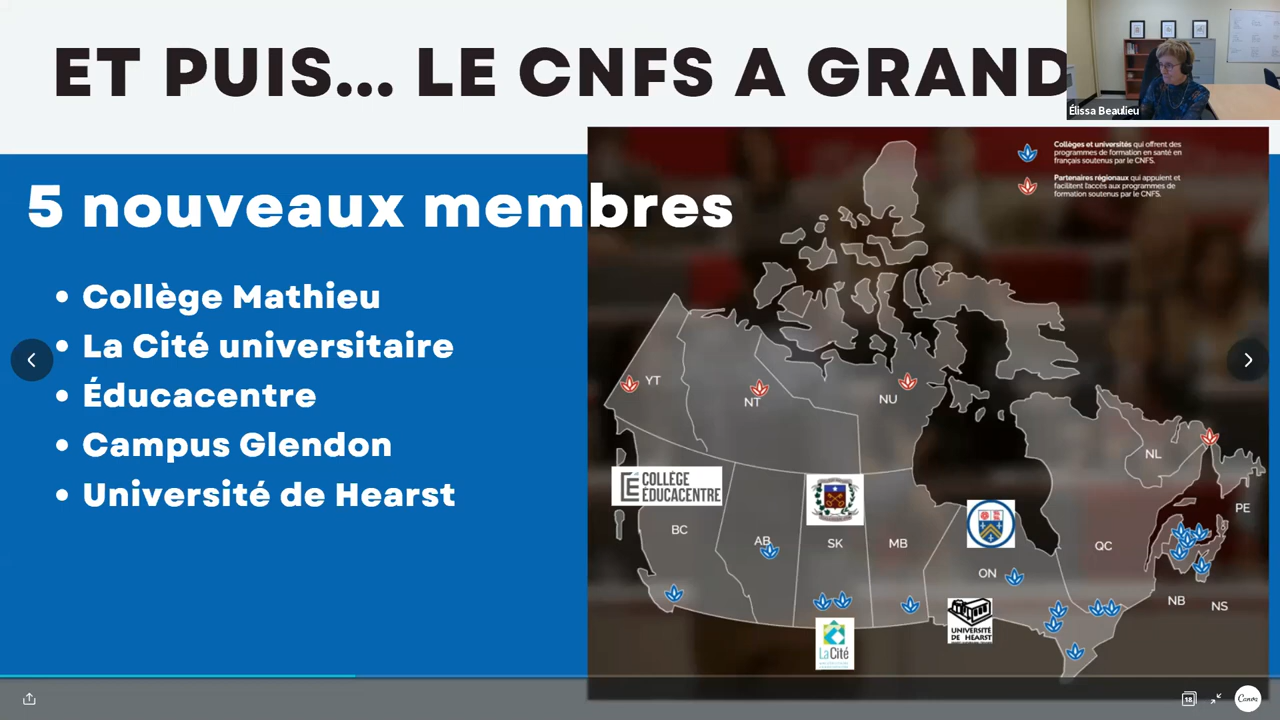 ET PUIS... LE CNFS A GRAND
Élissa Beaulieu
5 nouveaux membres
• Collège Mathieu
• La Cité universitaire
• Éducacentre
• Campus Glendon
• Université de Hearst
Collèges et universités qui offrent des
programmes de formation en santé en
français soutenus par le CNFS.
Partenaires régionaux qui appuient et
facilitent l'accès aux programmes de
formation soutenus par le CNFS.
YT
NT
NU
NL
COLLÈGE
ÉDUCACENTRE
BC
AB
SK
MB
ON
QC
PE
NB
NS
UNIVERSITÉ
DE HEARST
LaCité
18
Canva